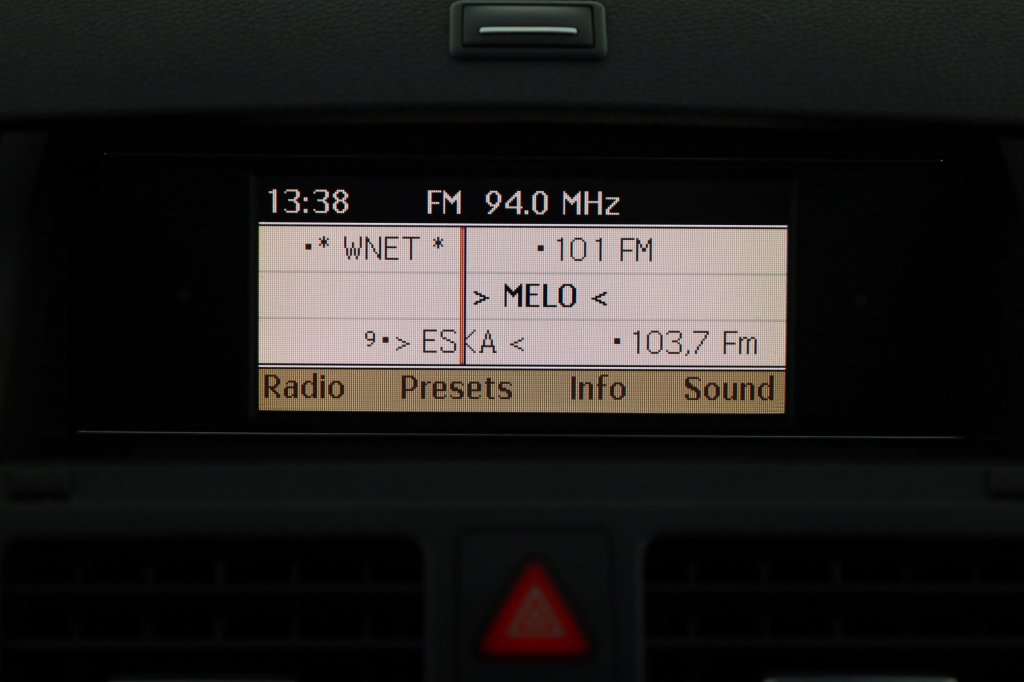 13:38 FM 94.0 MHz
·* WNET * ·101 FM
> MELO <
9·> ESKA < ·103,7 Fm
Radio Presets Info Sound